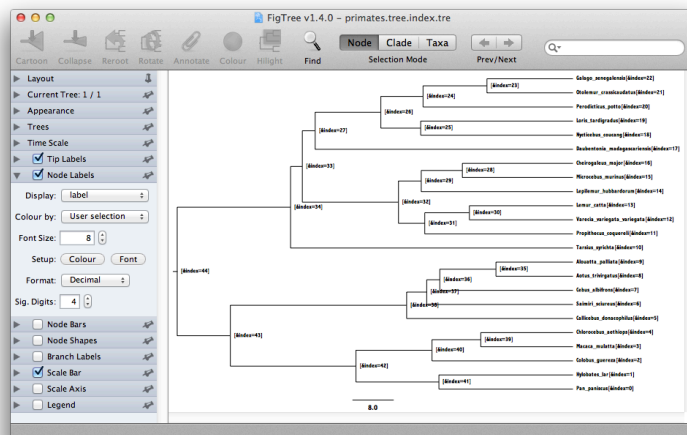 FigTree v1.4.0 - primates.tree.index.tre
Cartoon Collapse Reroot Rotate Annotate Colour Hilight Find
Node Clade Taxa
Selection Mode
Prev/Next
Layout
Current Tree: 1 / 1
Appearance
Trees
Time Scale
Tip Labels
Node Labels
Display: label
Colour by: User selection
Font Size: 8
Setup: Colour Font
Format: Decimal
Sig. Digits: 4
Node Bars
Node Shapes
Branch Labels
Scale Bar
Scale Axis
Legend
Galago_senegalensis[&index=22]
[&index=23]
Otolemur_crassicaudatus[&index=21]
[&index=24]
Perodicticus_potto[&index=20]
[&index=26]
Loris_tardigradus[&index=19]
[&index=25]
[&index=27]
Nycticebus_coucang[&index=18]
Daubentonia_madagascariensis[&index=17]
Cheirogaleus_major[&index=16]
[&index=33]
[&index=28]
Microcebus_murinus[&index=15]
[&index=29]
Lepilemur_hubbardorum[&index=14]
[&index=32]
Lemur_catta[&index=13]
[&index=34]
[&index=30]
Varecia_variegata_variegata[&index=12]
[&index=31]
Propithecus_coquereli[&index=11]
Tarsius_syrichta[&index=10]
Alouatta_palliata[&index=9]
[&index=44]
[&index=35]
Aotus_trivirgatus[&index=8]
[&index=36]
Cebus_albifrons[&index=7]
[&index=37]
Saimiri_sciureus[&index=6]
[&index=38]
Callicebus_donacophilus[&index=5]
Chlorocebus_aethiops[&index=4]
[&index=43]
[&index=39]
Macaca_mulatta[&index=3]
[&index=40]
Colobus_guereza[&index=2]
[&index=42]
Hylobates_lar[&index=1]
[&index=41]
Pan_paniscus[&index=0]
8.0